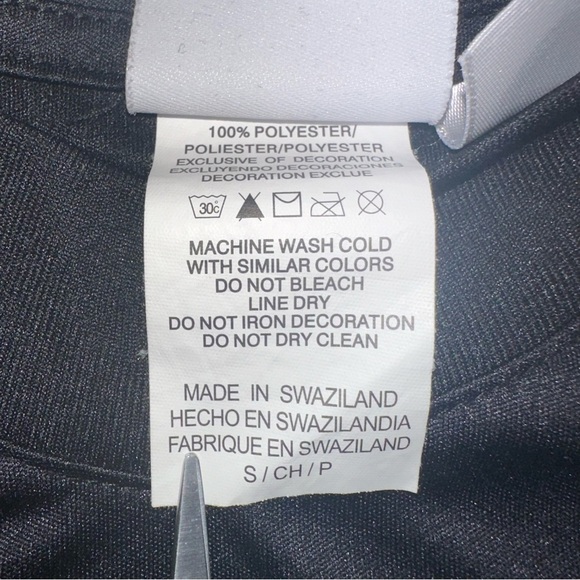 100% POLYESTER/
POLIESTER/POLYESTER
EXCLUSIVE OF DECORATION
EXCLUYENDO DECORACIONES
DECORATION EXCLUE
30c
MACHINE WASH COLD
WITH SIMILAR COLORS
DO NOT BLEACH
LINE DRY
DO NOT IRON DECORATION
DO NOT DRY CLEAN
MADE IN SWAZILAND
HECHO EN SWAZILANDIA
FABRIQUE EN SWAZILAND
S / CH / P